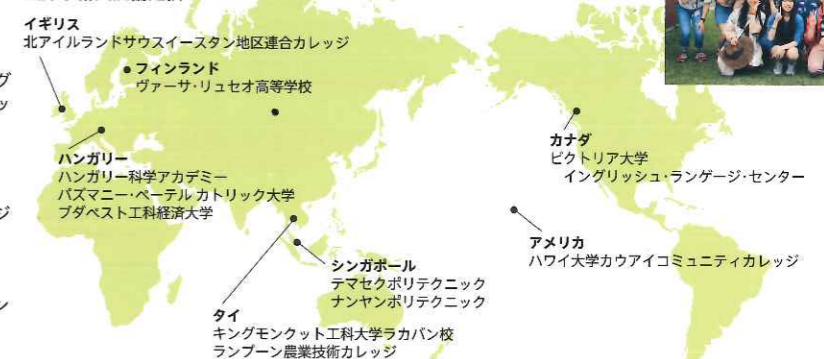 イギリス
北アイルランドサウスイースタン地区連合カレッジ
フィンランド
ヴァーサ・リュセオ高等学校
ハンガリー
ハンガリー科学アカデミー
パズマニー・ペーテル カトリック大学
ブダペスト工科経済大学
カナダ
ビクトリア大学
イングリッシュ・ランゲージ・センター
アメリカ
ハワイ大学カウアイコミュニティカレッジ
シンガポール
テマセクポリテクニック
ナンヤンポリテクニック
タイ
キングモンクット工科大学ラカバン校
ランプーン農業技術カレッジ